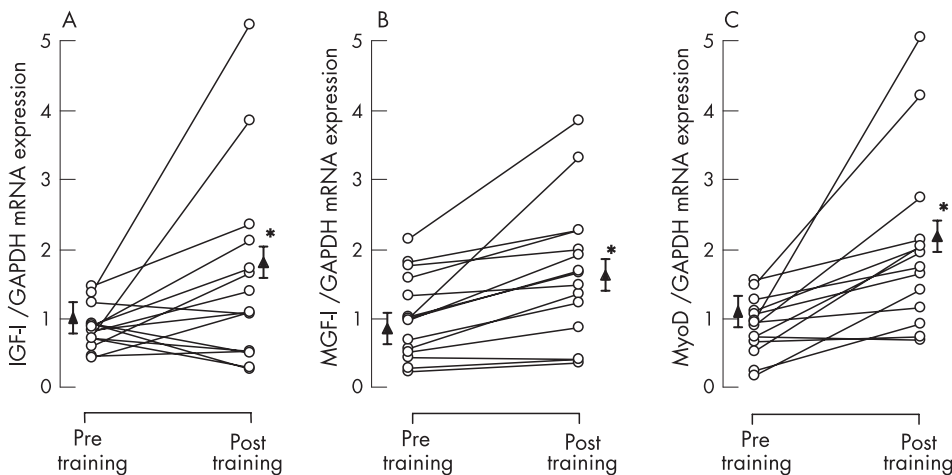 A
5
4
3
2
1
0
IGF-I /GAPDH mRNA expression
*
Pre
training
Post
training
B
5
4
3
2
1
0
MGF-I /GAPDH mRNA expression
*
Pre
training
Post
training
C
5
4
3
2
1
0
MyoD /GAPDH mRNA expression
*
Pre
training
Post
training